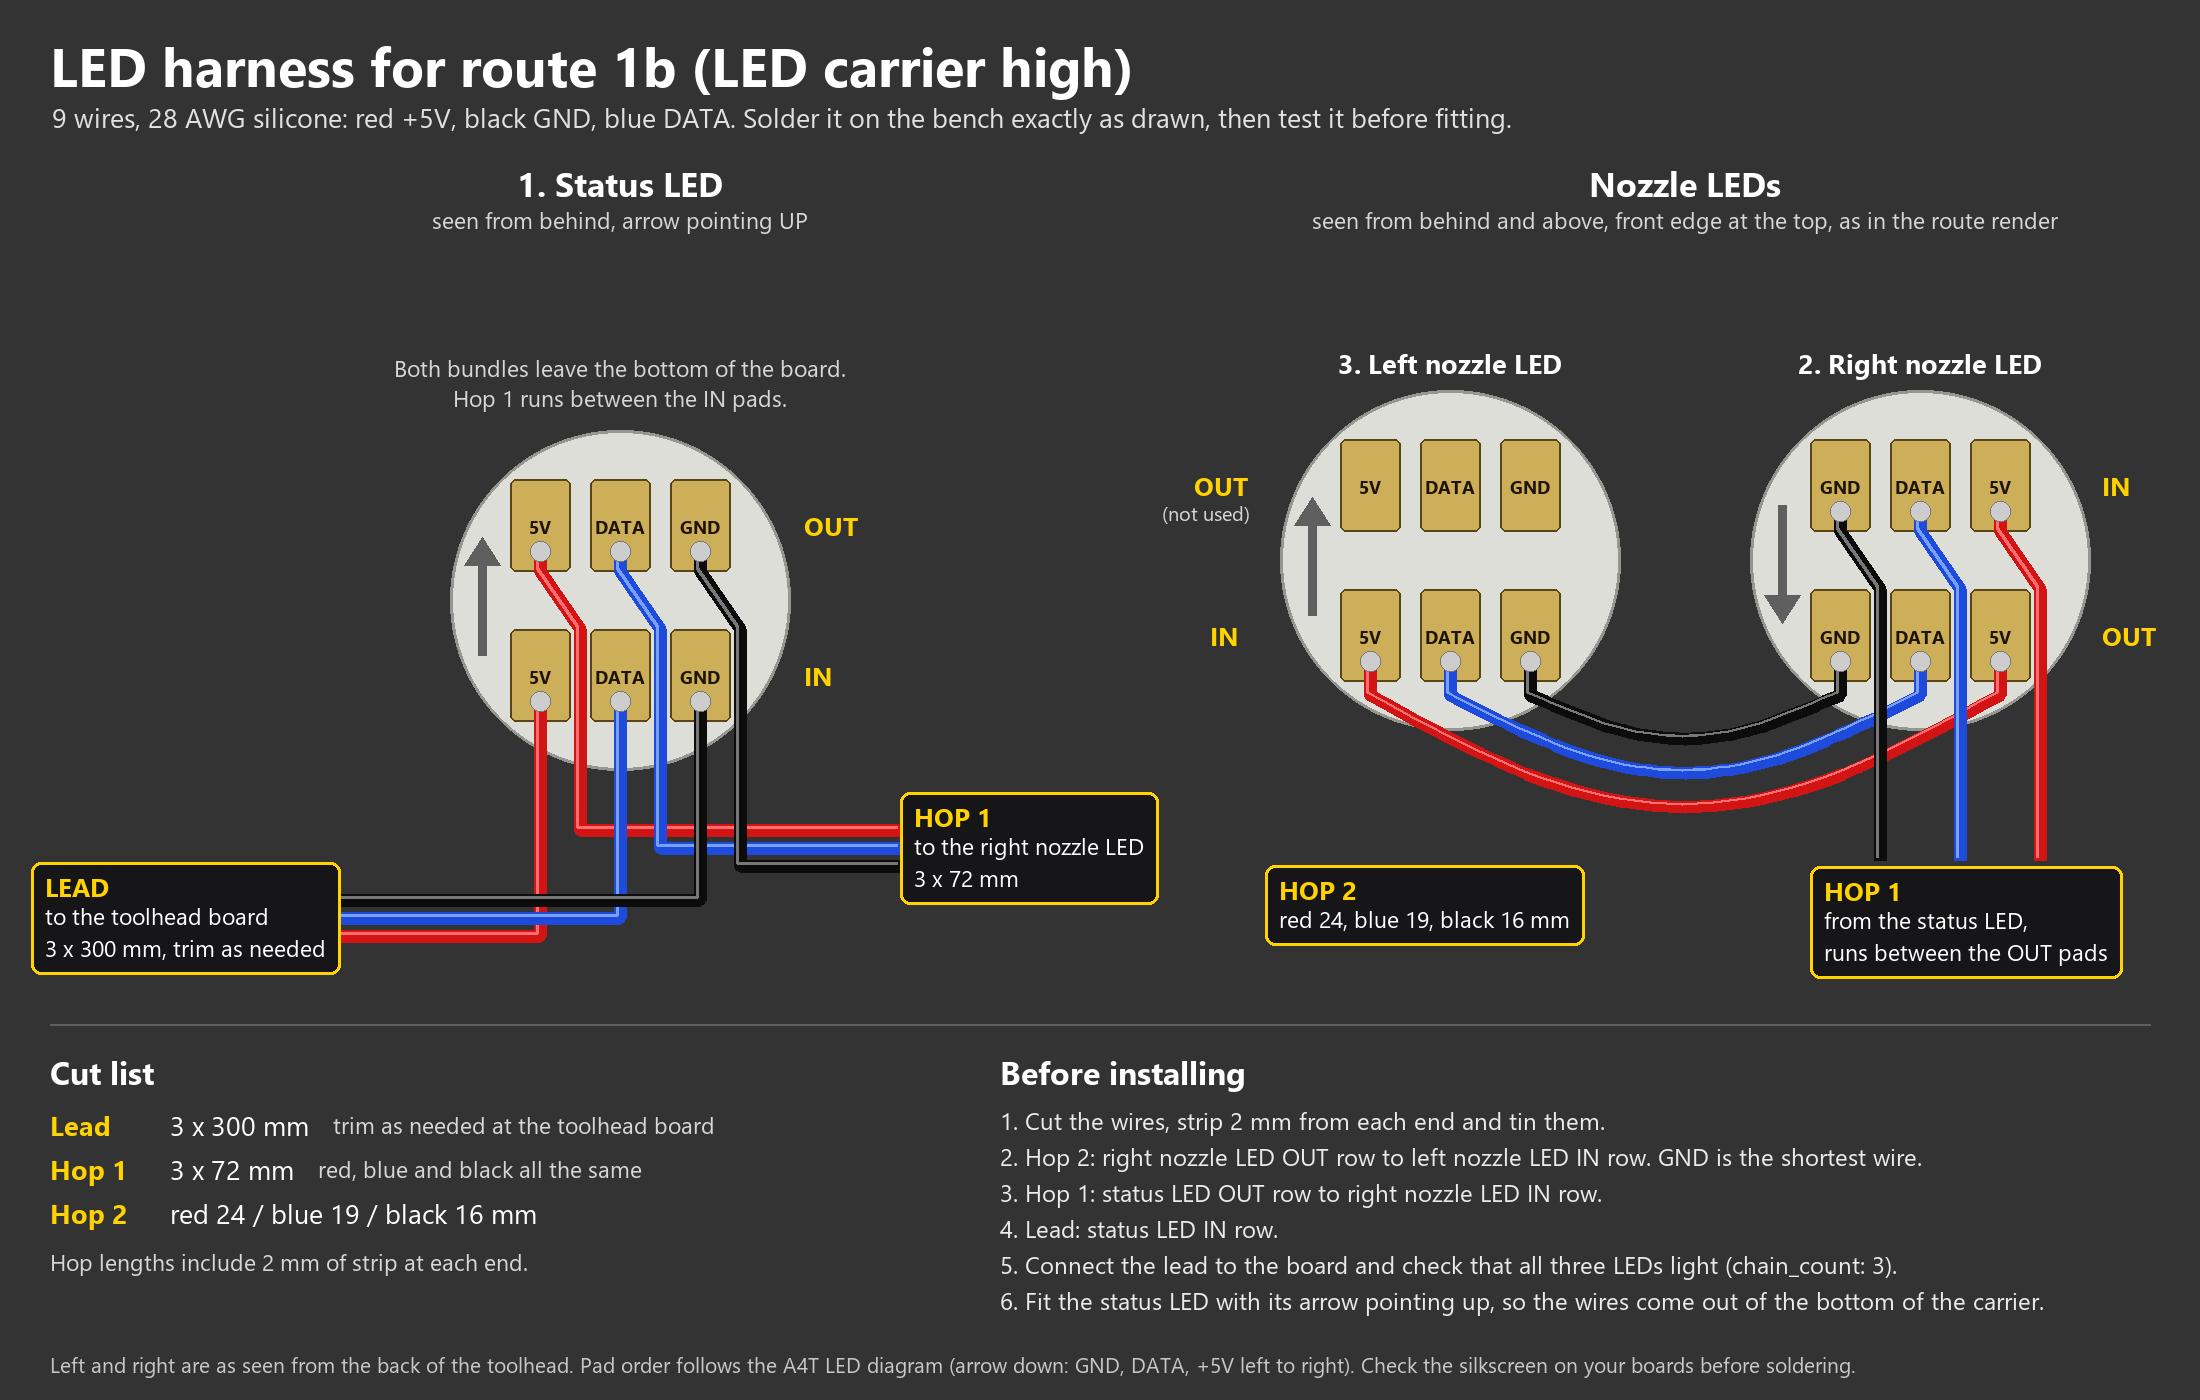 LED harness for route 1b (LED carrier high)
9 wires, 28 AWG silicone: red +5V, black GND, blue DATA. Solder it on the bench exactly as drawn, then test it before fitting.
1. Status LED
seen from behind, arrow pointing UP
Both bundles leave the bottom of the board.
Hop 1 runs between the IN pads.
5V DATA GND
OUT
5V DATA GND
IN
HOP 1
to the right nozzle LED
3 x 72 mm
LEAD
to the toolhead board
3 x 300 mm, trim as needed
Nozzle LEDs
seen from behind and above, front edge at the top, as in the route render
3. Left nozzle LED
OUT
(not used)
5V DATA GND
IN
5V DATA GND
2. Right nozzle LED
GND DATA 5V
IN
GND DATA 5V
OUT
HOP 2
red 24, blue 19, black 16 mm
HOP 1
from the status LED,
runs between the OUT pads
Cut list
Lead 3 x 300 mm trim as needed at the toolhead board
Hop 1 3 x 72 mm red, blue and black all the same
Hop 2 red 24 / blue 19 / black 16 mm
Hop lengths include 2 mm of strip at each end.
Before installing
1. Cut the wires, strip 2 mm from each end and tin them.
2. Hop 2: right nozzle LED OUT row to left nozzle LED IN row. GND is the shortest wire.
3. Hop 1: status LED OUT row to right nozzle LED IN row.
4. Lead: status LED IN row.
5. Connect the lead to the board and check that all three LEDs light (chain_count: 3).
6. Fit the status LED with its arrow pointing up, so the wires come out of the bottom of the carrier.
Left and right are as seen from the back of the toolhead. Pad order follows the A4T LED diagram (arrow down: GND, DATA, +5V left to right). Check the silkscreen on your boards before soldering.